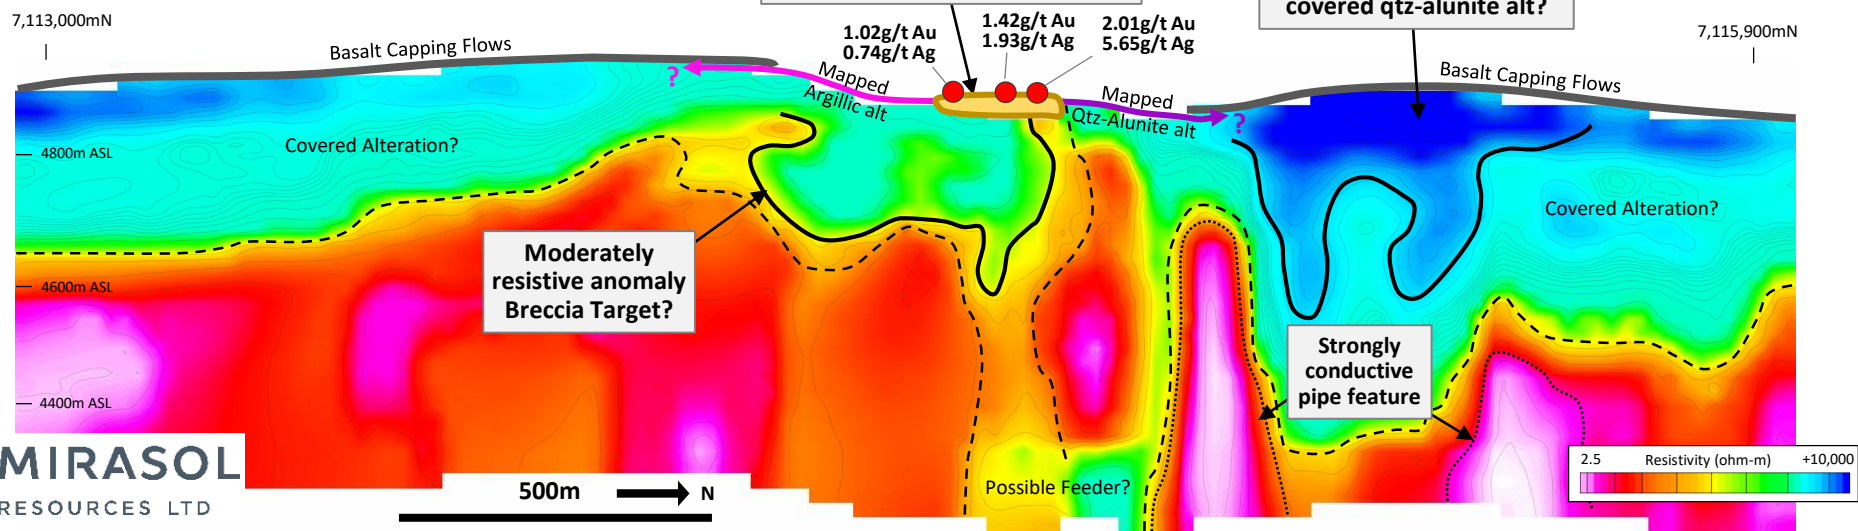 covered qtz-alunite alt?
7,113,000mN
7,115,900mN
1.02g/t Au
0.74g/t Ag
1.42g/t Au
1.93g/t Ag
2.01g/t Au
5.65g/t Ag
Basalt Capping Flows
?
Mapped
Argillic alt
Mapped
Qtz-Alunite alt
?
Basalt Capping Flows
4800m ASL
Covered Alteration?
Covered Alteration?
Moderately
resistive anomaly
Breccia Target?
4600m ASL
Strongly
conductive
pipe feature
4400m ASL
MIRASOL
RESOURCES LTD
500m
N
Possible Feeder?
2.5 Resistivity (ohm-m) +10,000